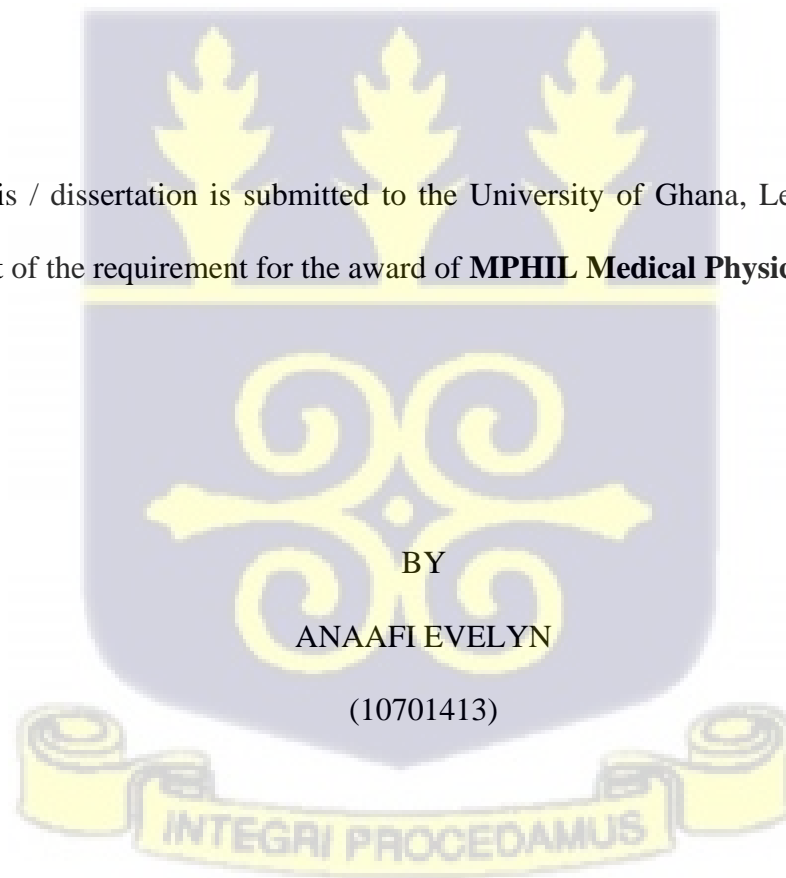 is / dissertation is submitted to the University of Ghana, Le
t of the requirement for the award of MPHIL Medical Physic
BY
ANAAFI EVELYN
(10701413)
INTEGRI PROCEDAMUS